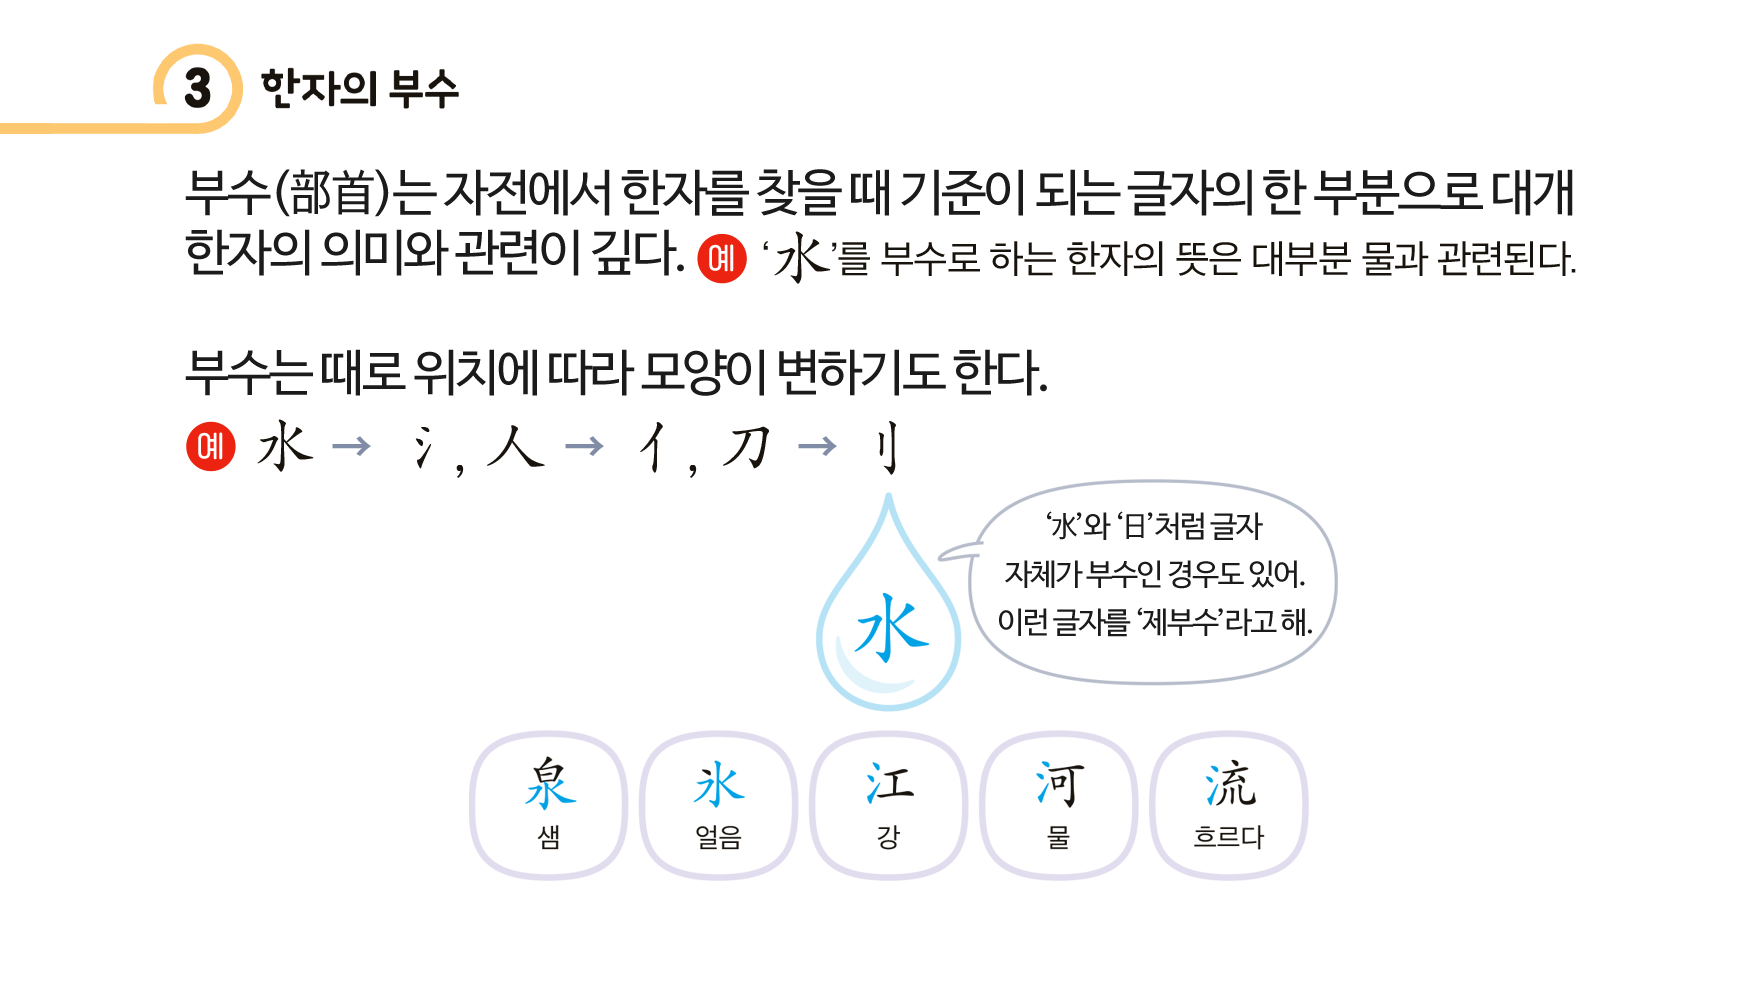 3 한자의 부수
부수(部首)는 자전에서 한자를 찾을 때 기준이 되는 글자의 한 부분으로 대개
한자의 의미와 관련이 깊다. 예 ‘水’를 부수로 하는 한자의 뜻은 대부분 물과 관련된다.
부수는 때로 위치에 따라 모양이 변하기도 한다.
예 水 → 氵, 人 → 亻, 刀 → 刂
‘水’와 ‘日’처럼 글자
자체가 부수인 경우도 있어.
이런 글자를 ‘제부수’라고 해.
水
泉 氷 江 河 流
샘 얼음 강 물 흐르다